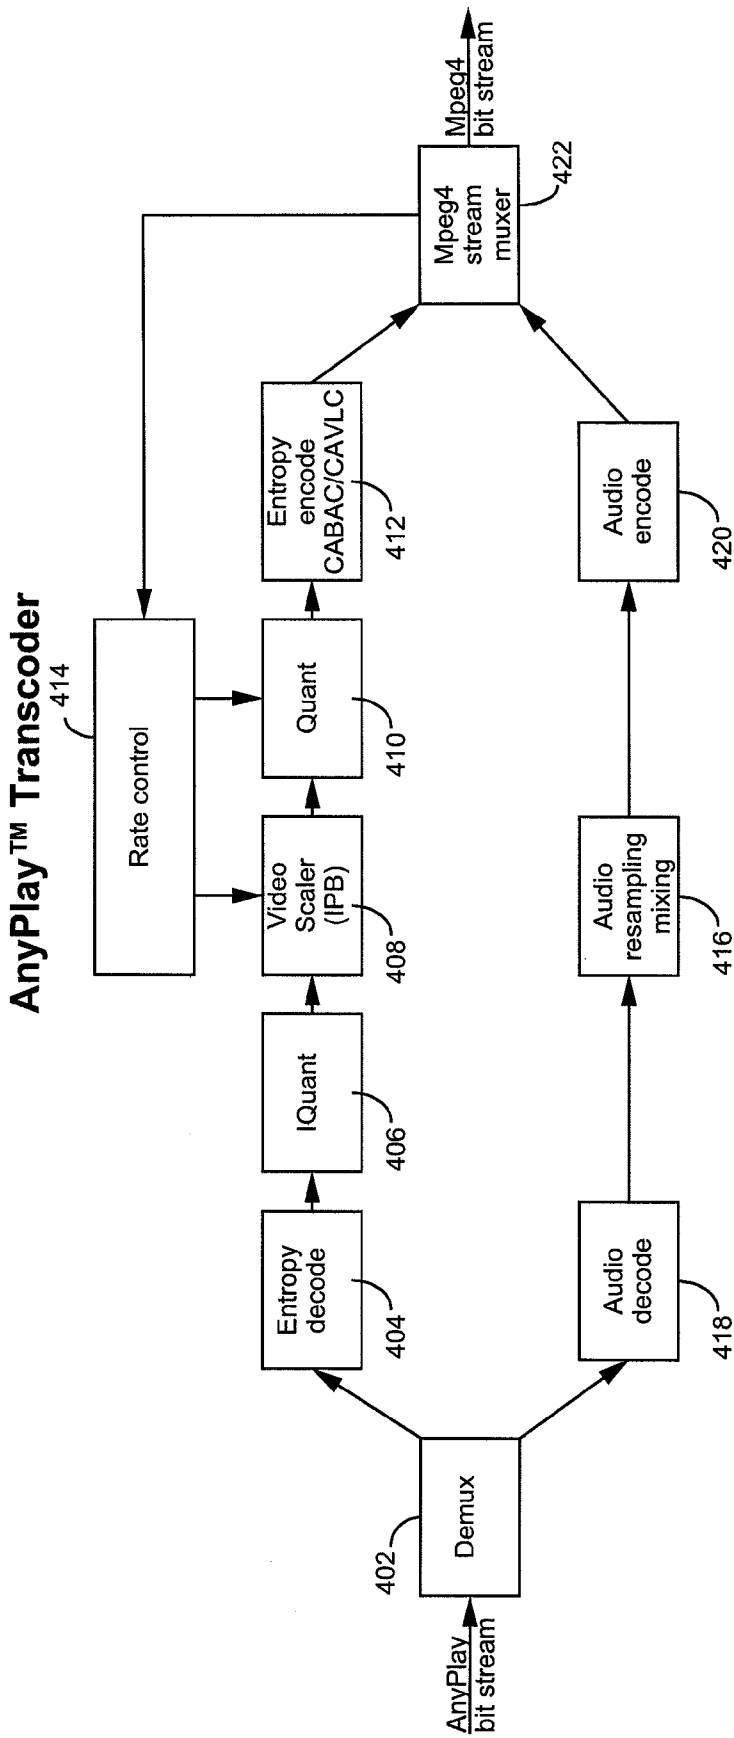 AnyPlay™ Transcoder
414
Rate control
AnyPlay
bit stream
402
Demux
Entropy
decode
404
IQuant
406
Video
Scaler
(IPB)
408
Quant
410
Entropy
encode
CABAC/CAVLC
412
Audio
decode
418
Audio
resampling
mixing
416
Audio
encode
420
Mpeg4
stream
muxer
422
Mpeg4
bit stream